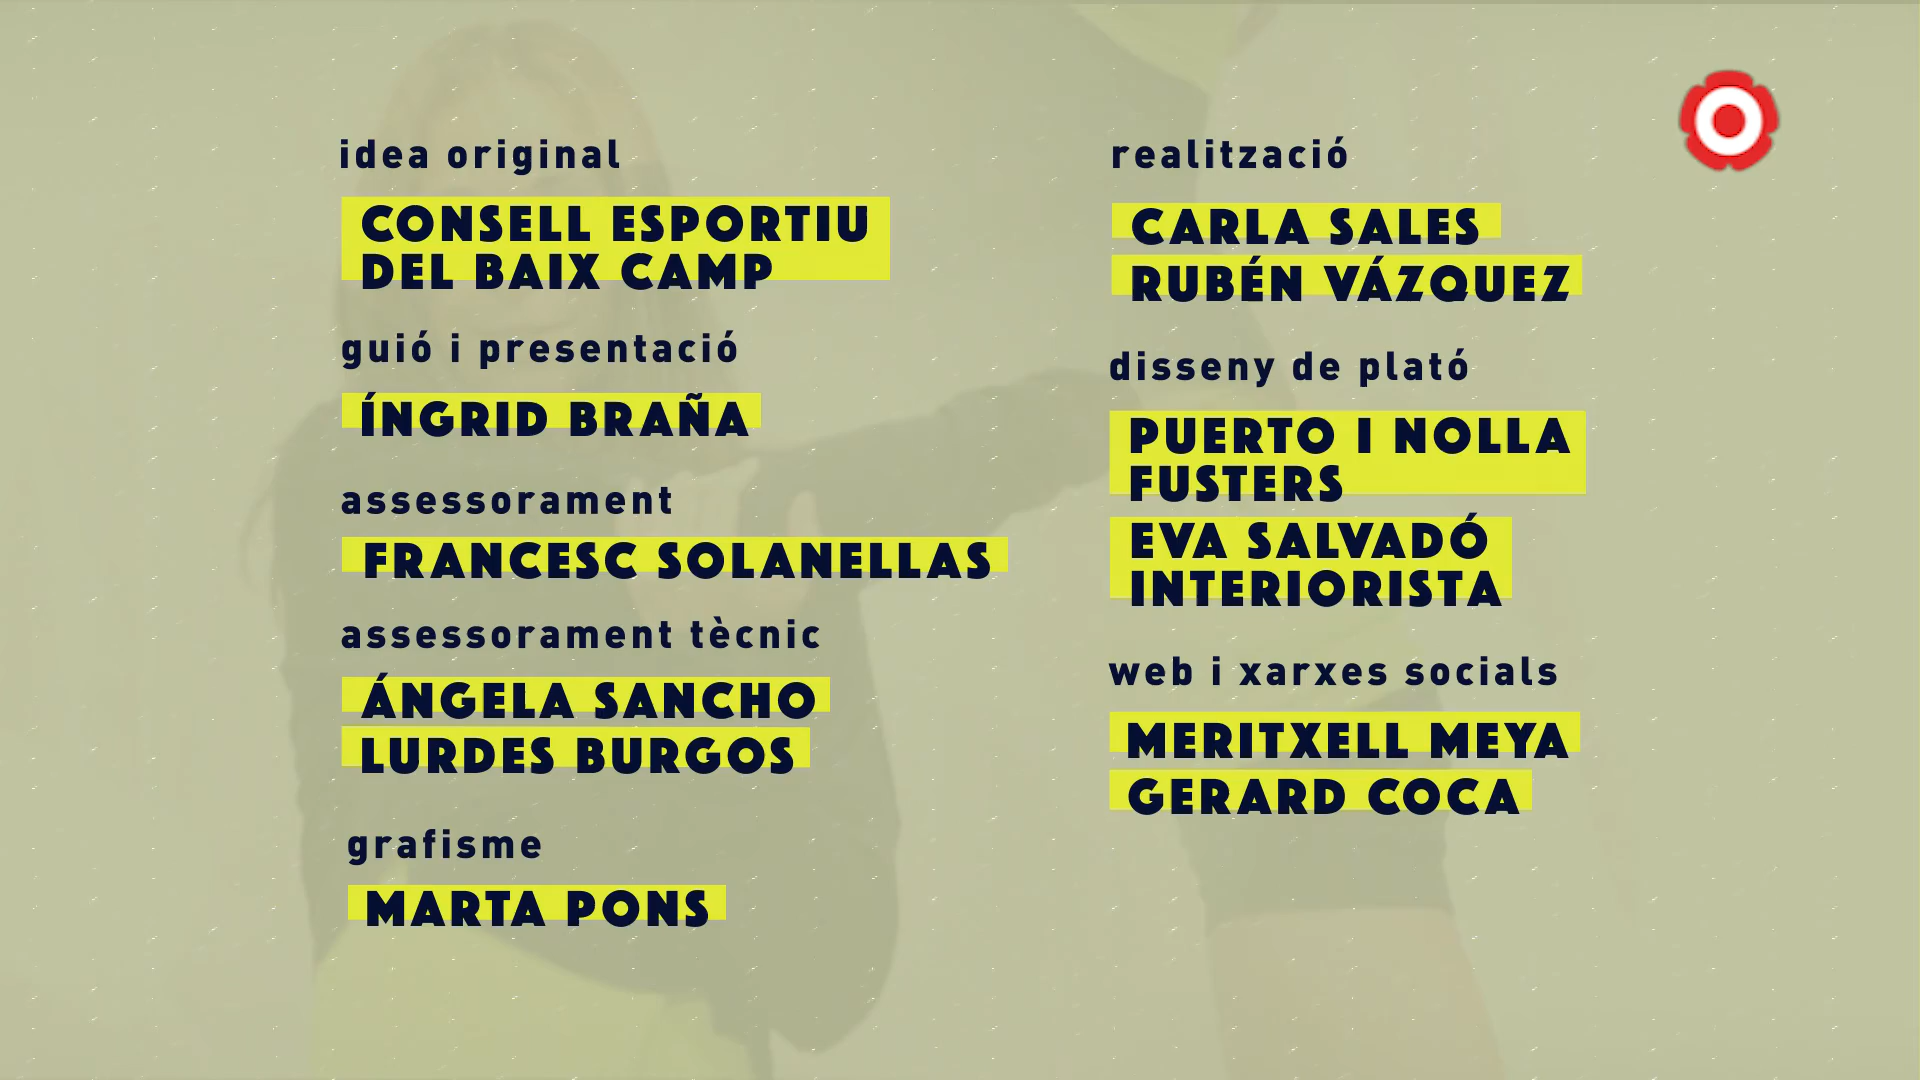 idea original
CONSELL ESPORTIU
DEL BAIX CAMP
guió i presentació
ÍNGRID BRAÑA
assessorament
FRANCESC SOLANELLAS
assessorament tècnic
ÁNGELA SANCHO
LURDES BURGOS
grafisme
MARTA PONS
realització
CARLA SALES
RUBÉN VÁZQUEZ
disseny de plató
PUERTO I NOLLA
FUSTERS
EVA SALVADÓ
INTERIORISTA
web i xarxes socials
MERITXELL MEYA
GERARD COCA